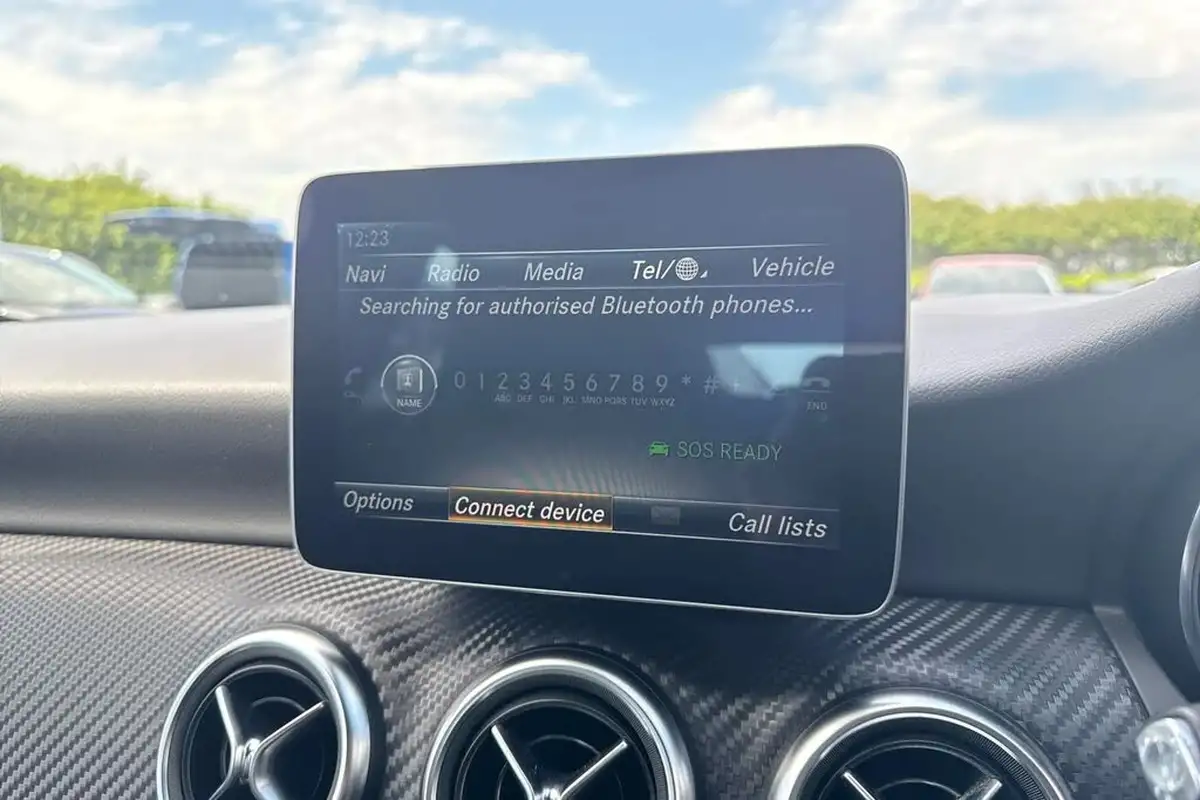 12:23
Navi Radio Media Tel/ Vehicle
Searching for authorised Bluetooth phones...
0 1 2 3 4 5 6 7 8 9 * # +
NAME ABC DEF GHI JKL MNO PQRS TUV WXYZ END
SOS READY
Options Connect device Call lists